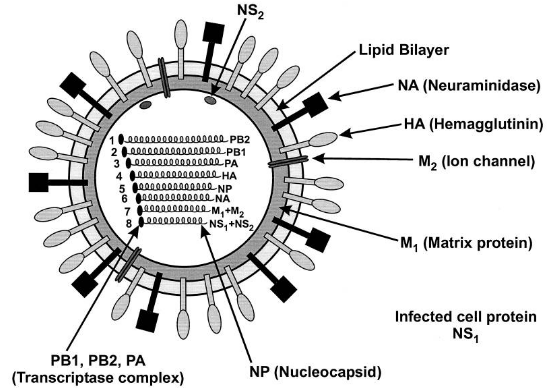 NS2
Lipid Bilayer
NA (Neuraminidase)
HA (Hemagglutinin)
M2 (Ion channel)
1 PB2
2 PB1
3 PA
4 HA
5 NP
6 NA
7 M1+M2
8 NS1+NS2
M1 (Matrix protein)
Infected cell protein
NS1
PB1, PB2, PA
(Transcriptase complex)
NP (Nucleocapsid)